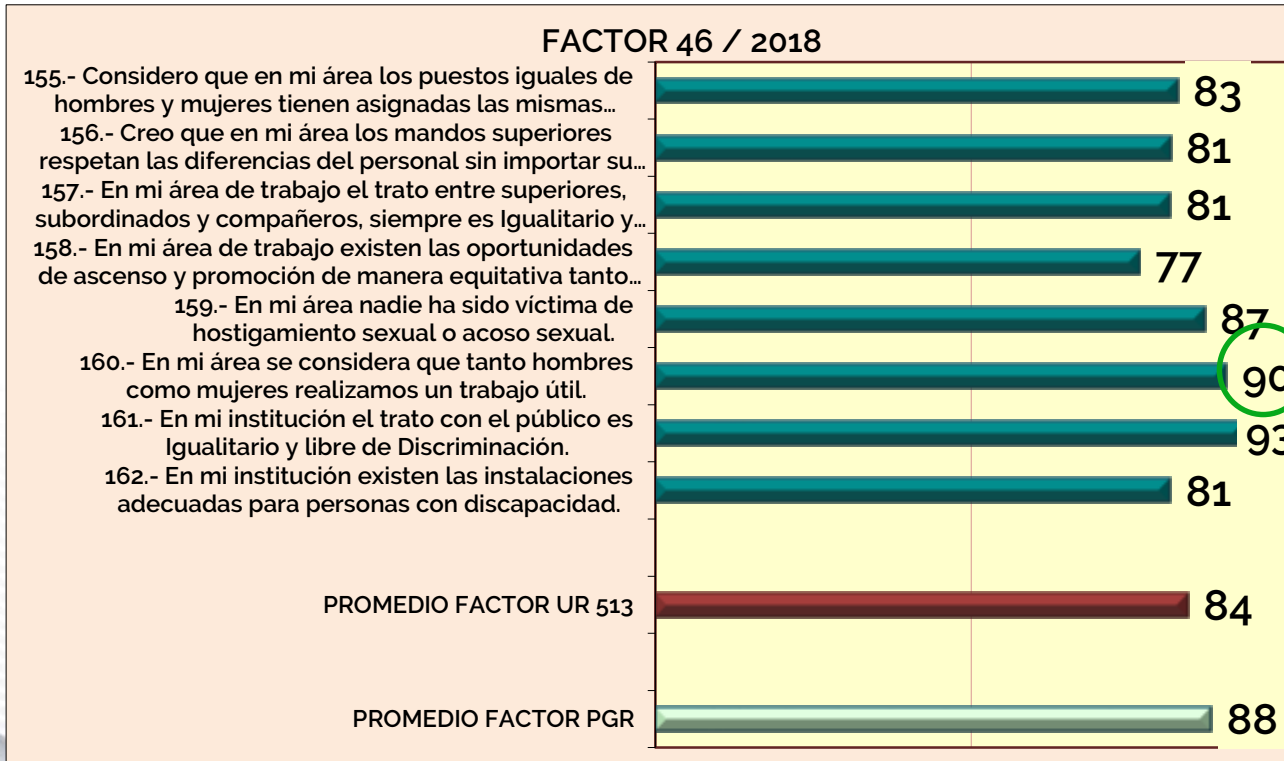 FACTOR 46 / 2018
155.- Considero que en mi área los puestos iguales de
hombres y mujeres tienen asignadas las mismas...
83
156.- Creo que en mi área los mandos superiores
respetan las diferencias del personal sin importar su...
81
157.- En mi área de trabajo el trato entre superiores,
subordinados y compañeros, siempre es Igualitario y...
81
158.- En mi área de trabajo existen las oportunidades
de ascenso y promoción de manera equitativa tanto...
77
159.- En mi área nadie ha sido víctima de
hostigamiento sexual o acoso sexual.
87
160.- En mi área se considera que tanto hombres
como mujeres realizamos un trabajo útil.
90
161.- En mi institución el trato con el público es
Igualitario y libre de Discriminación.
93
162.- En mi institución existen las instalaciones
adecuadas para personas con discapacidad.
81
PROMEDIO FACTOR UR 513
84
PROMEDIO FACTOR PGR
88